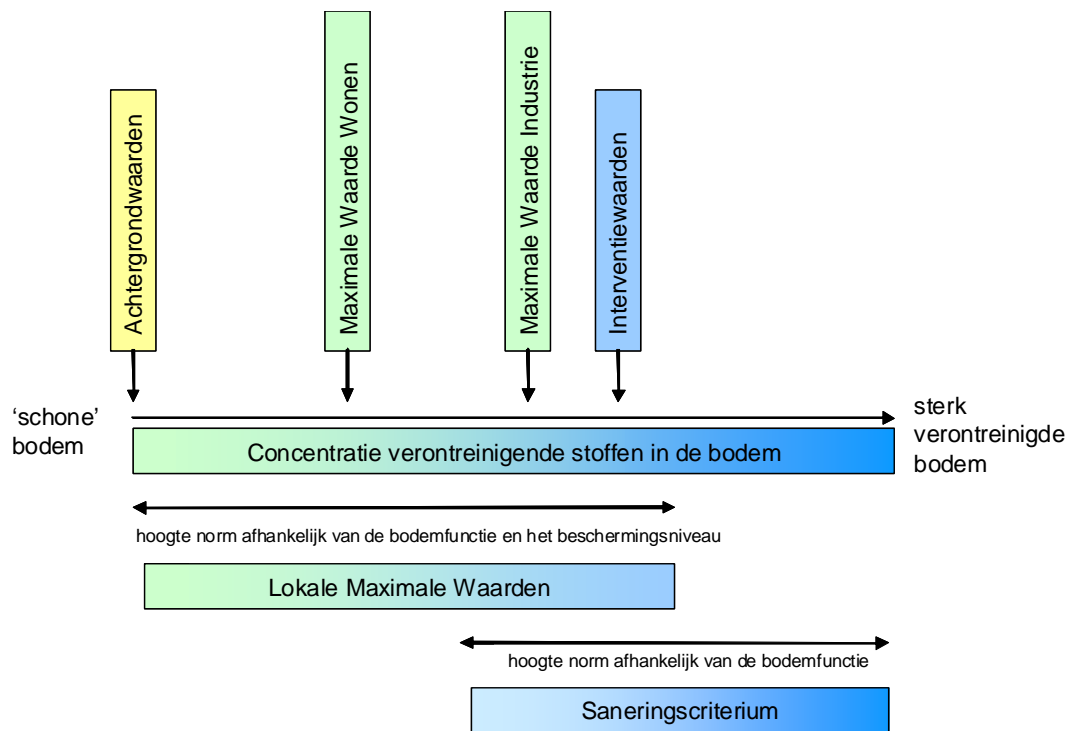 Achtergrondwaarden
Maximale Waarde Wonen
Maximale Waarde Industrie
Interventiewaarden
‘schone’
bodem
sterk
verontreinigde
bodem
Concentratie verontreinigende stoffen in de bodem
hoogte norm afhankelijk van de bodemfunctie en het beschermingsniveau
Lokale Maximale Waarden
hoogte norm afhankelijk van de bodemfunctie
Saneringscriterium